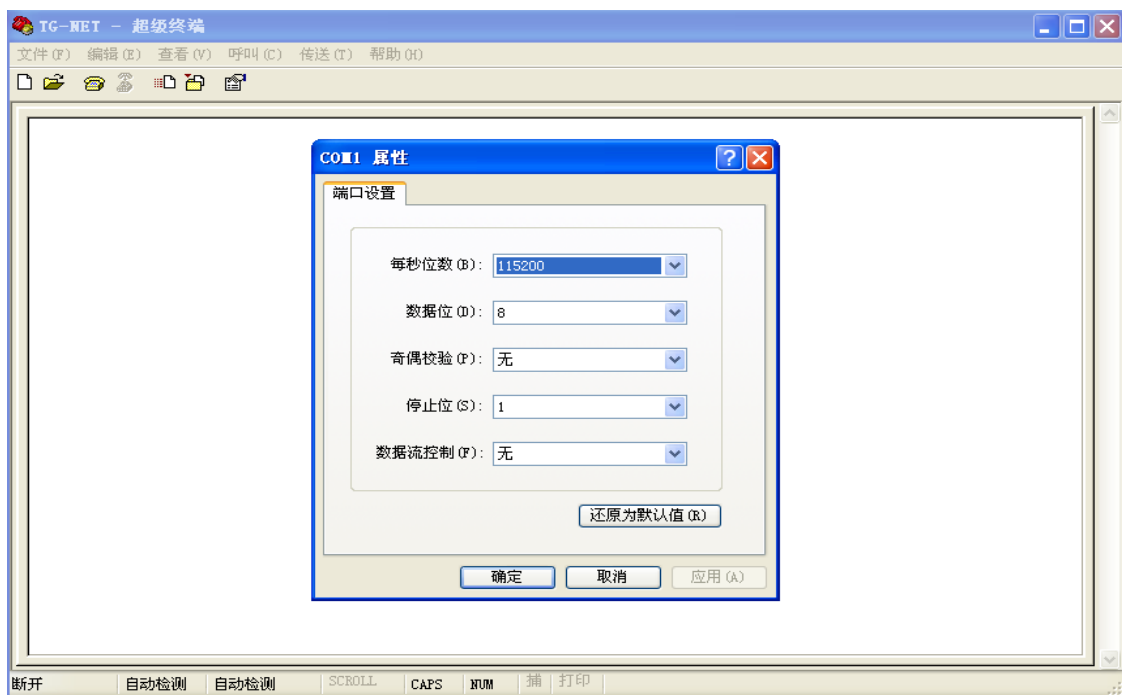 TG-NET - 超级终端
文件(F) 编辑(E) 查看(V) 呼叫(C) 传送(T) 帮助(H)
COM1 属性
端口设置
每秒位数(B): 115200
数据位(D): 8
奇偶校验(P): 无
停止位(S): 1
数据流控制(F): 无
还原为默认值(R)
确定 取消 应用(A)
断开 自动检测 自动检测 SCROLL CAPS NUM 捕 打印